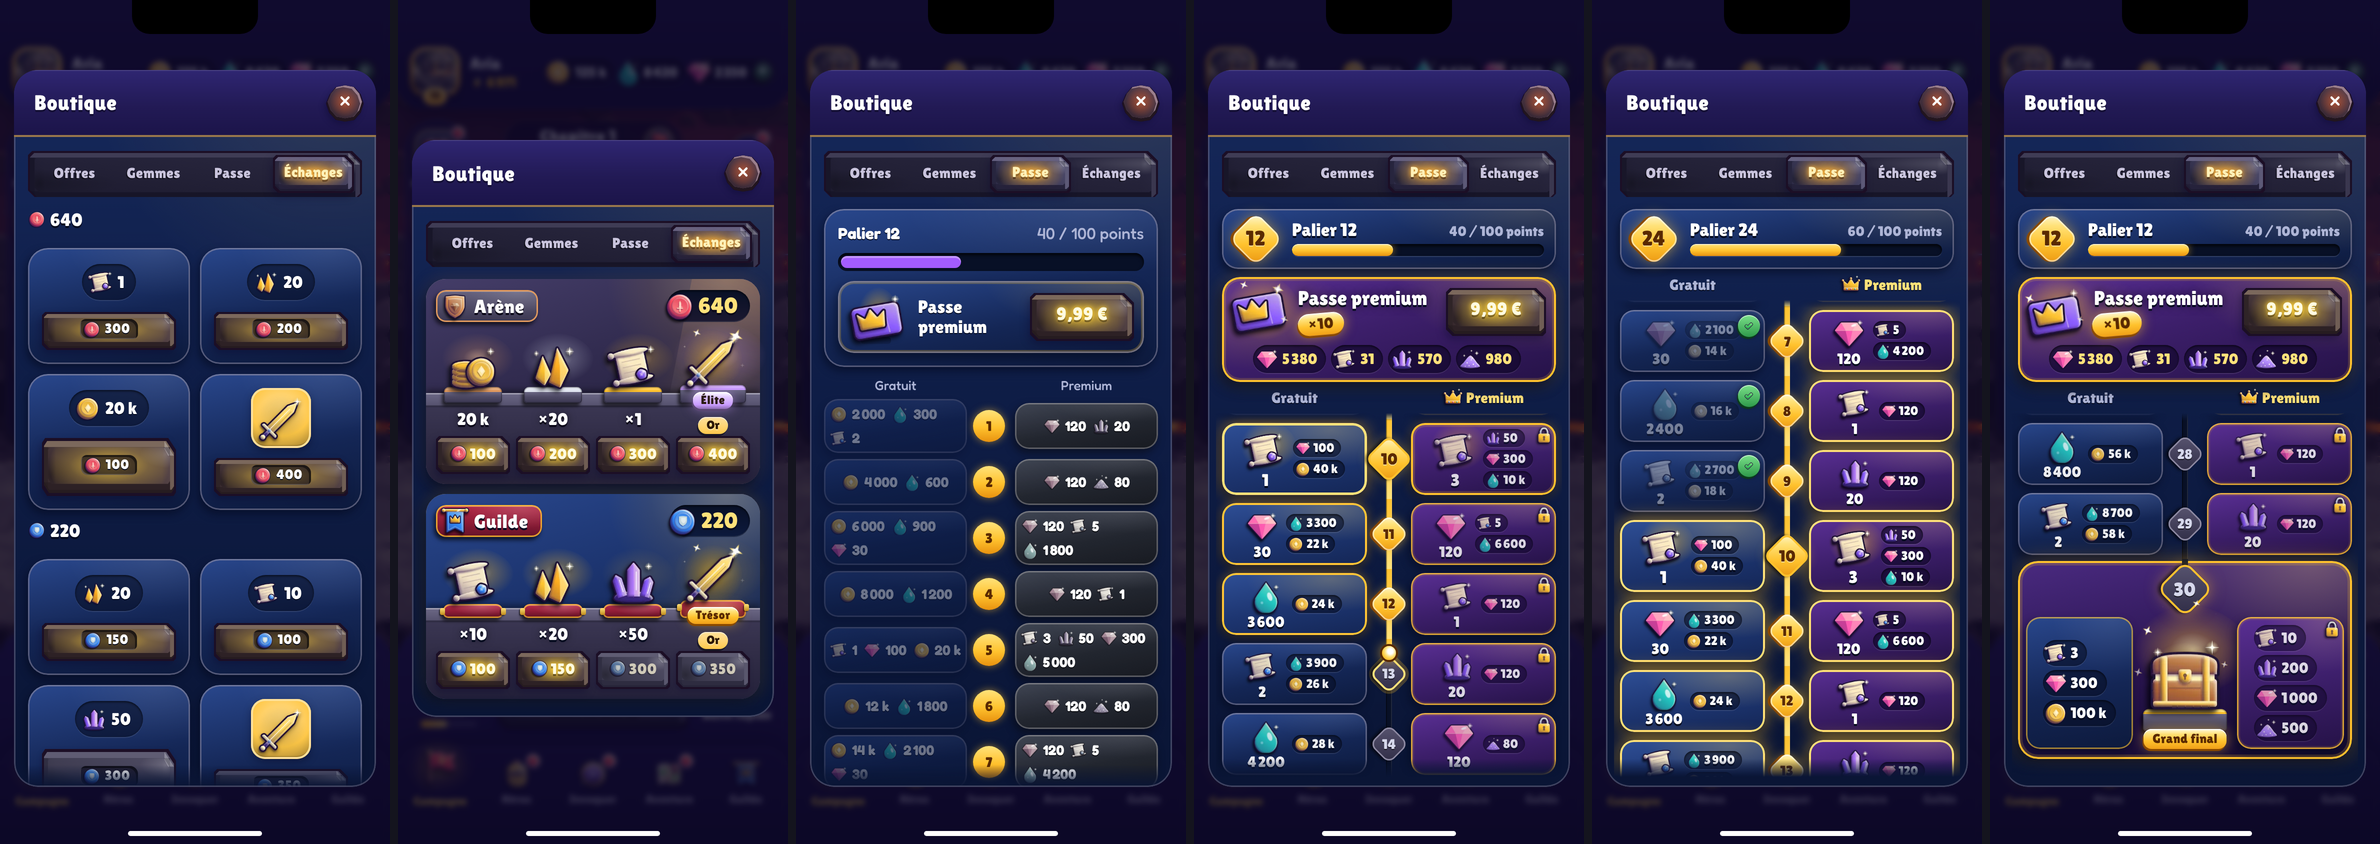 Boutique
Offres Gemmes Passe Échanges
640
1 20
300 200
20 k
100 400
220
20 10
150 100
50
300
Boutique
Offres Gemmes Passe Échanges
Arène 640
Élite
20 k ×20 ×1 Or
100 200 300 400
Guilde 220
Trésor
×10 ×20 ×50 Or
100 150 300 350
Boutique
Offres Gemmes Passe Échanges
Palier 12 40 / 100 points
Passe premium 9,99 €
Gratuit Premium
2000 300 2 1 120 20
4000 600 2 120 80
6000 900 30 3 120 5 1800
8000 1200 4 120 1
1 100 20 k 5 3 50 300 5000
12 k 1800 6 120 80
14 k 2100 30 7 120 5 4200
Boutique
Offres Gemmes Passe Échanges
12 Palier 12 40 / 100 points
Passe premium 9,99 €
×10
5380 31 570 980
Gratuit Premium
1 100 40 k 10 3 50 300 10 k
30 3300 22 k 11 120 5 6600
3600 24 k 12 1 120
2 3900 26 k 13 20 120
4200 28 k 14 120 80
Boutique
Offres Gemmes Passe Échanges
24 Palier 24 60 / 100 points
Gratuit Premium
30 2100 14 k 7 120 5 4200
2400 16 k 8 1 120
2 2700 18 k 9 20 120
1 100 40 k 10 3 50 300 10 k
30 3300 22 k 11 120 5 6600
3600 24 k 12 1 120
3900 13 120
Boutique
Offres Gemmes Passe Échanges
12 Palier 12 40 / 100 points
Passe premium 9,99 €
×10
5380 31 570 980
Gratuit Premium
8400 56 k 28 1 120
2 8700 58 k 29 20 120
30
3 10
300 200
100 k 1000
500
Grand final